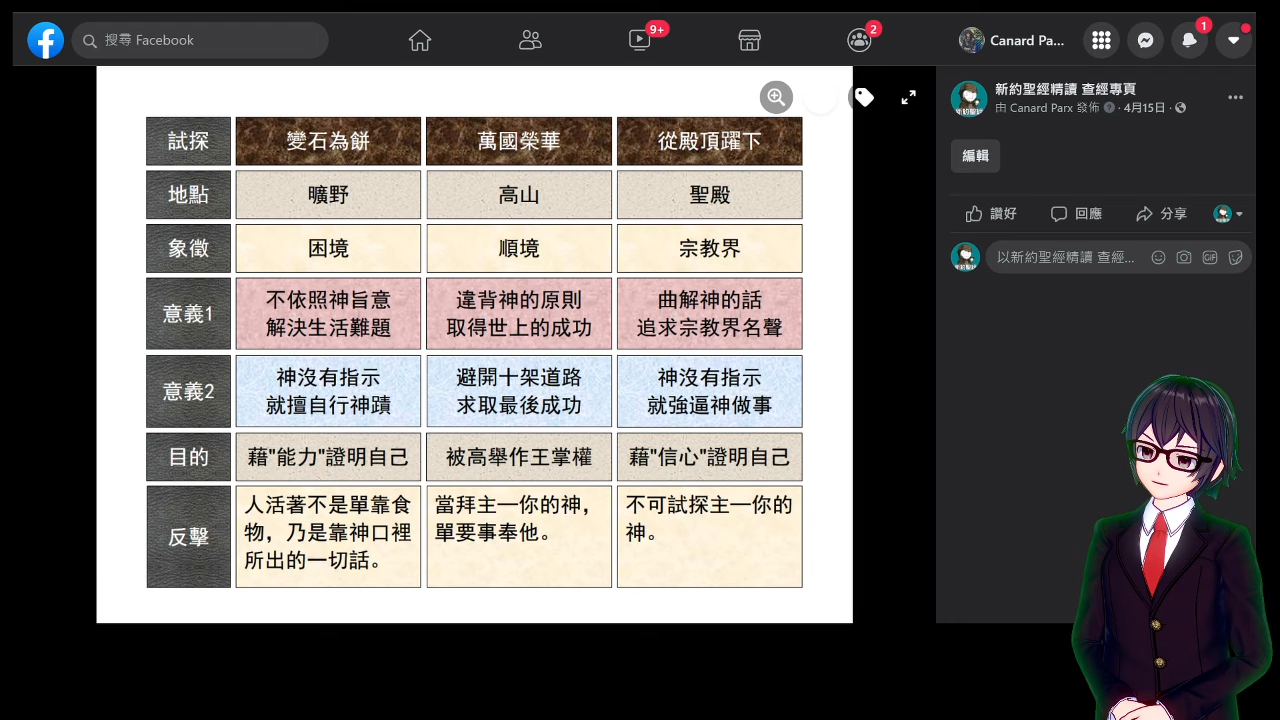 搜尋 Facebook
9+
2
Canard Pa...
1
新約聖經精讀 查經專頁
由 Canard Parx 發佈 · 4月15日 ·
編輯
讚好
回應
分享
以新約聖經精讀 查經...
GIF
試探 變石為餅 萬國榮華 從殿頂躍下
地點 曠野 高山 聖殿
象徵 困境 順境 宗教界
意義1 不依照神旨意 違背神的原則 曲解神的話
解決生活難題 取得世上的成功 追求宗教界名聲
意義2 神沒有指示 避開十架道路 神沒有指示
就擅自行神蹟 求取最後成功 就強逼神做事
目的 藉"能力"證明自己 被高舉作王掌權 藉"信心"證明自己
反擊 人活著不是單靠食 當拜主—你的神, 不可試探主—你的
物, 乃是靠神口裡 單要事奉他。 神。
所出的一切話。